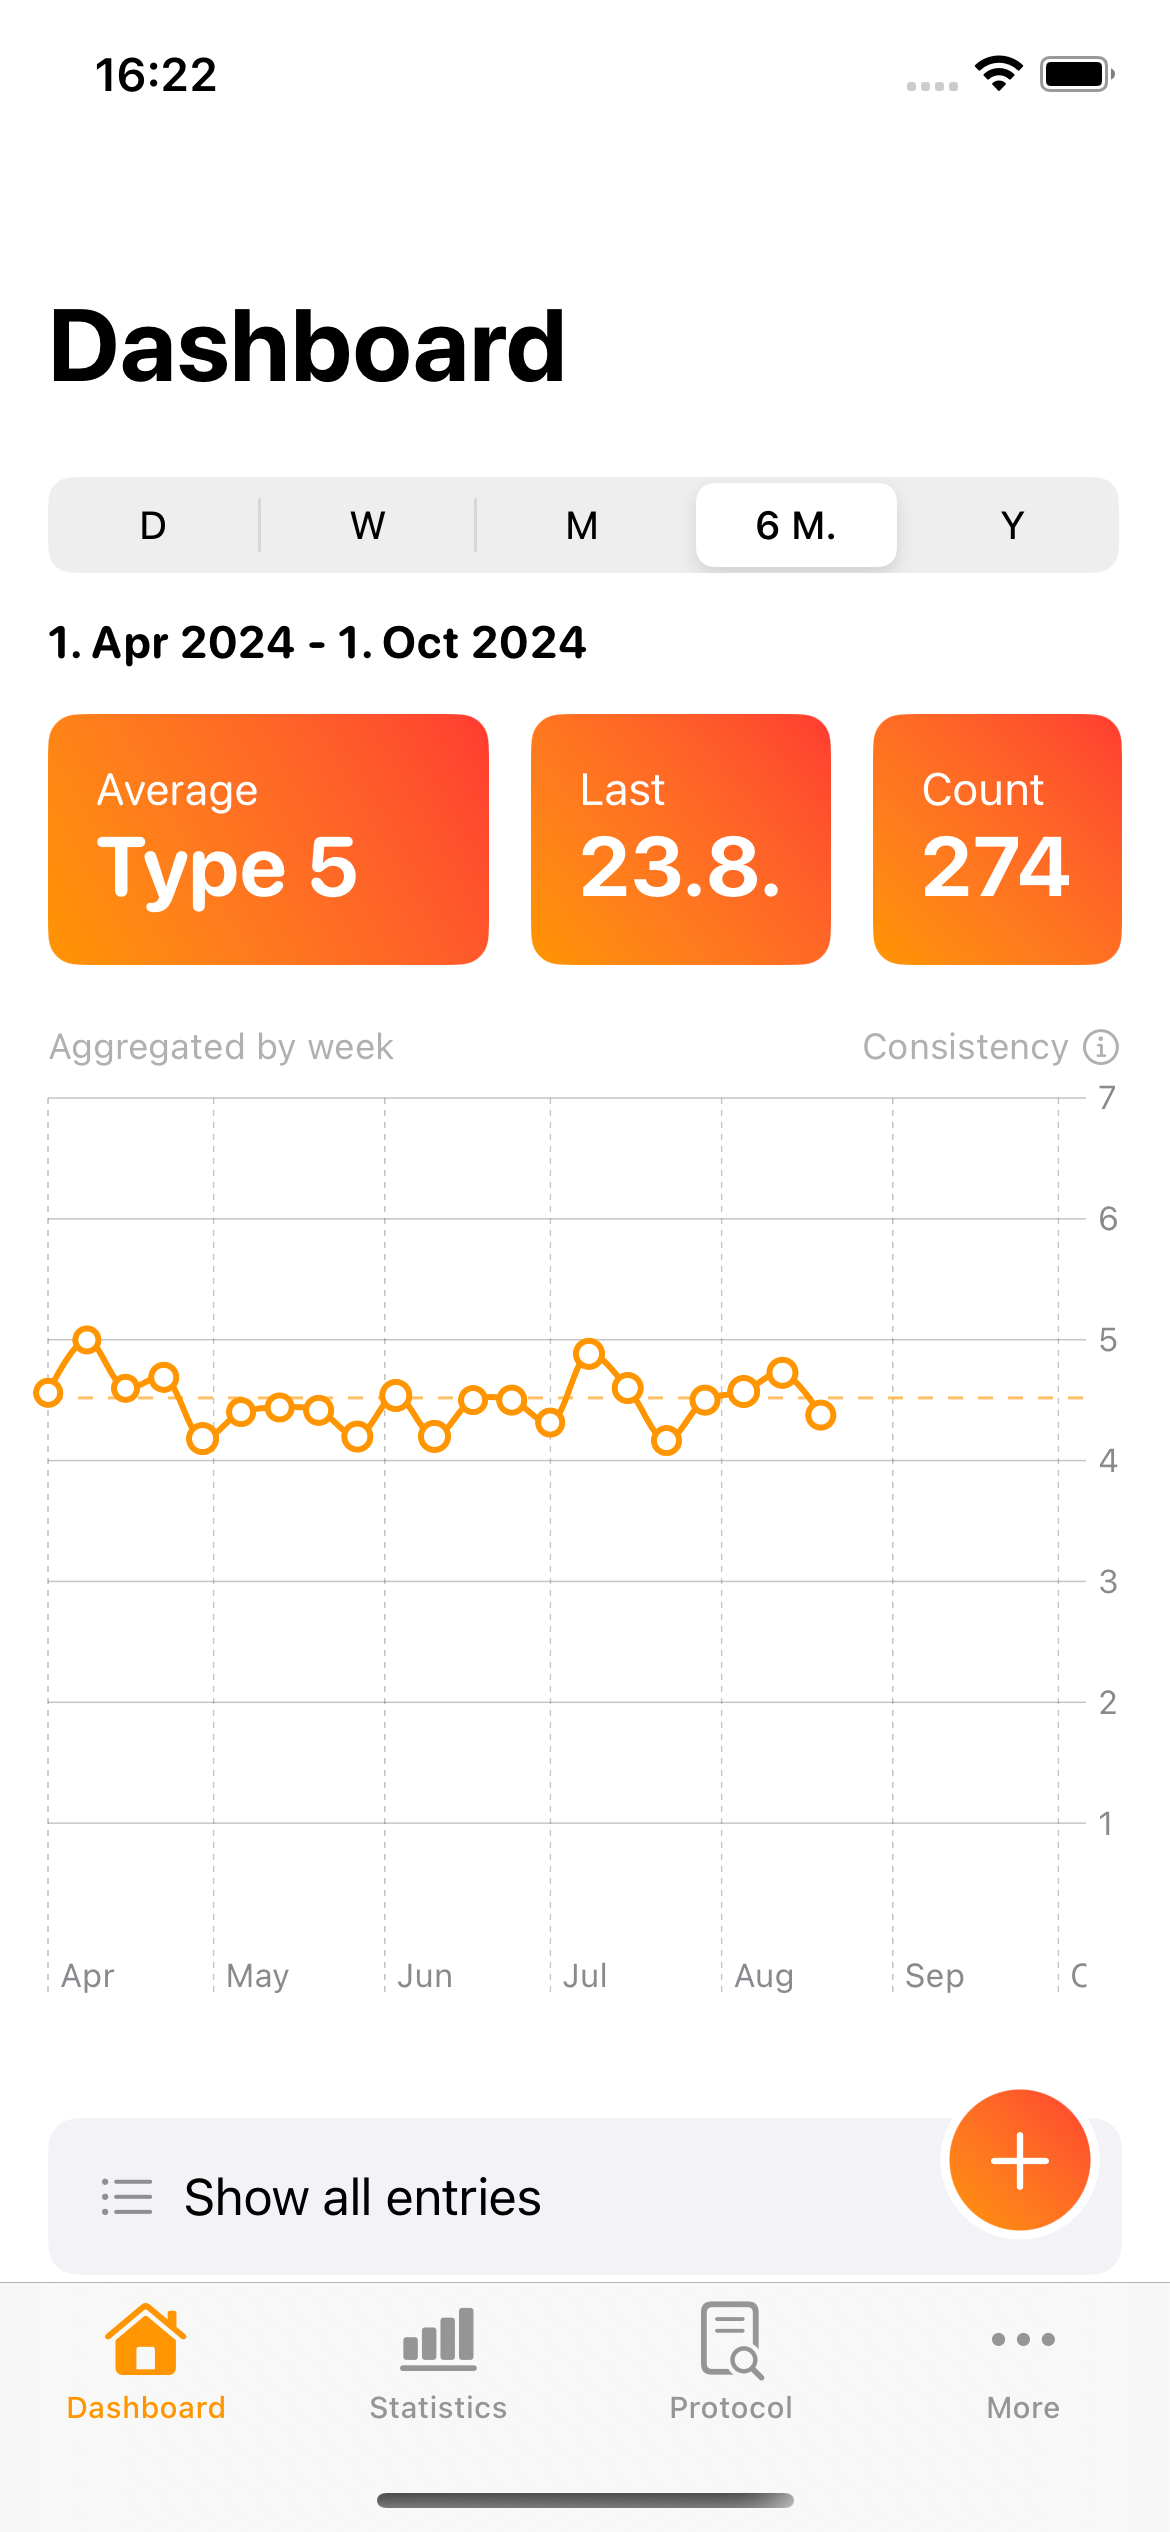 16:22
Dashboard
D W M 6 M. Y
1. Apr 2024 - 1. Oct 2024
Average Last Count
Type 5 23.8. 274
Aggregated by week Consistency
7
6
5
4
3
2
1
Apr May Jun Jul Aug Sep
Show all entries
Dashboard Statistics Protocol More